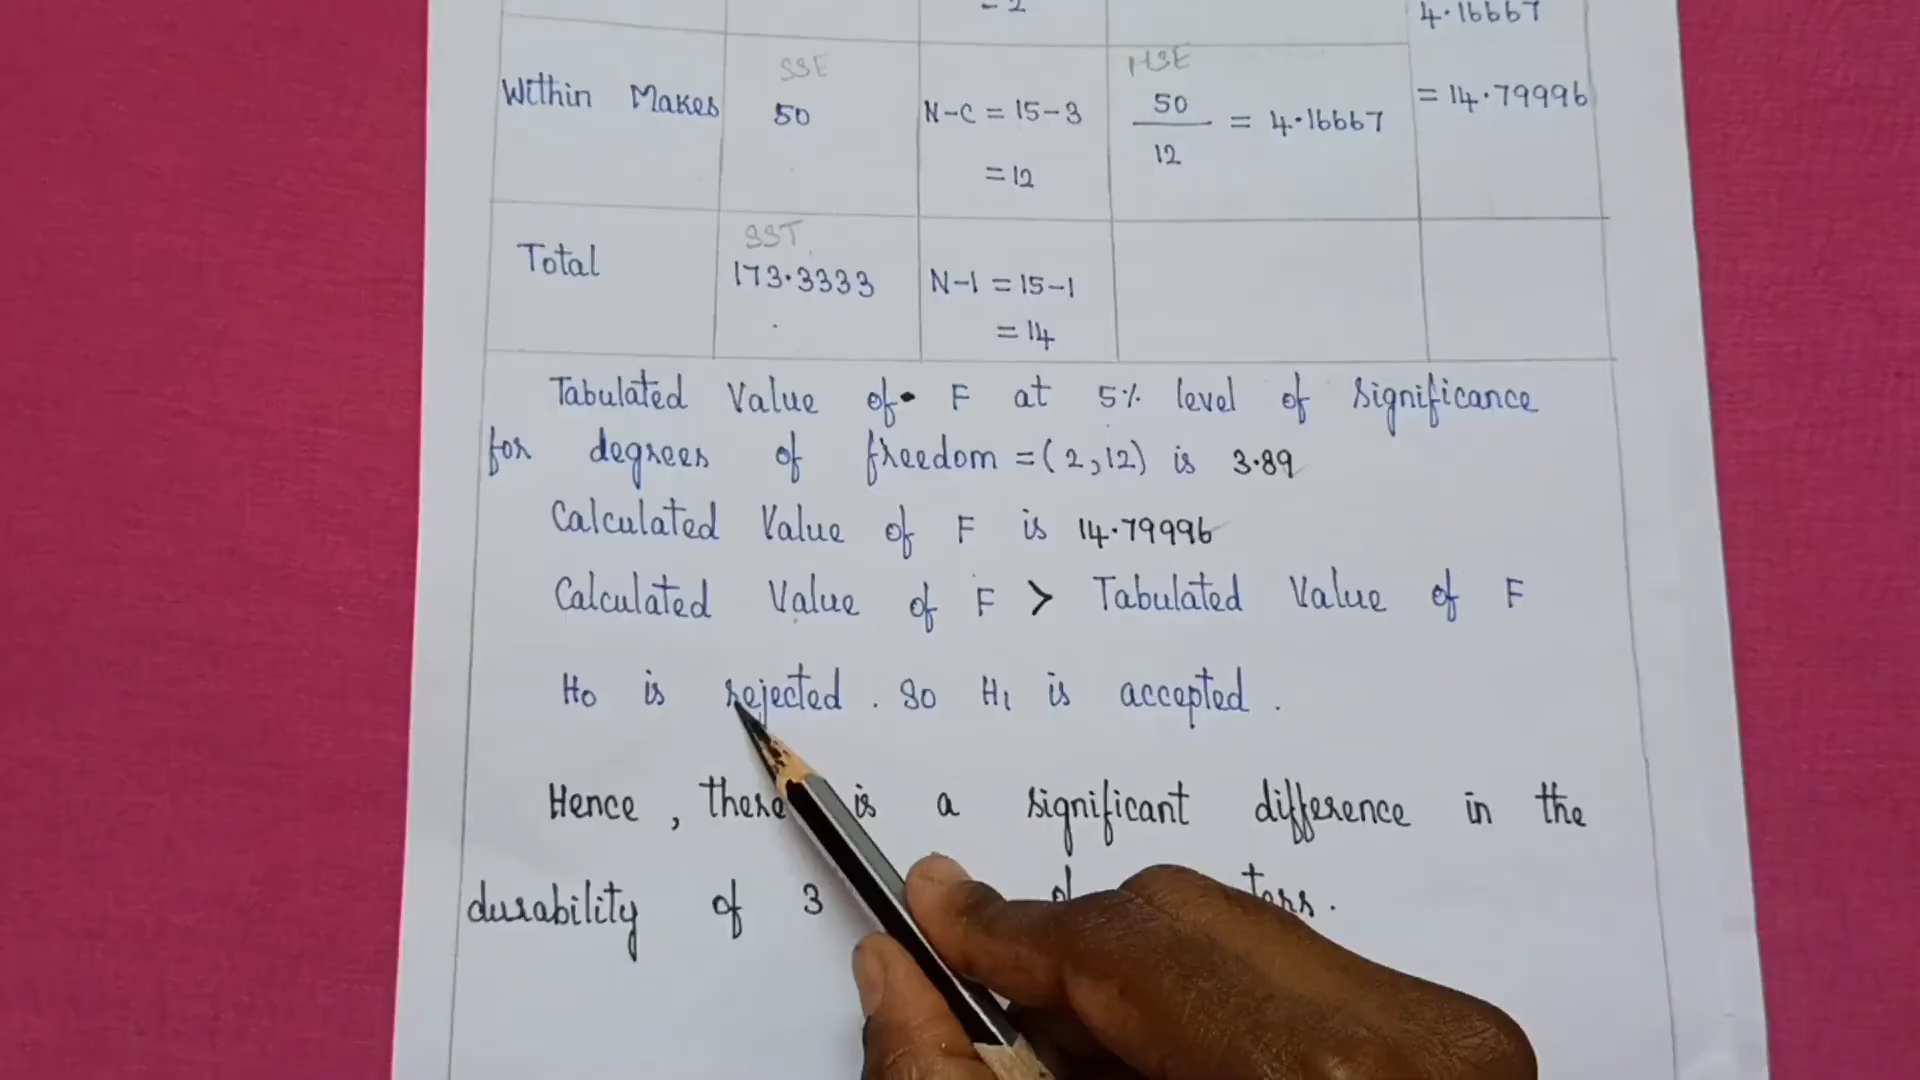 = 2
4.16667
Within Makes
SSE
50
N-C = 15-3
= 12
MSE
50
12
= 4.16667
= 14.79996
Total
SST
173.3333
N-1 = 15-1
= 14
Tabulated Value of F at 5% level of significance
for degrees of freedom = (2,12) is 3.89
Calculated Value of F is 14.79996
Calculated Value of F > Tabulated Value of F
H0 is rejected. So H1 is accepted.
Hence, there is a significant difference in the
durability of 3